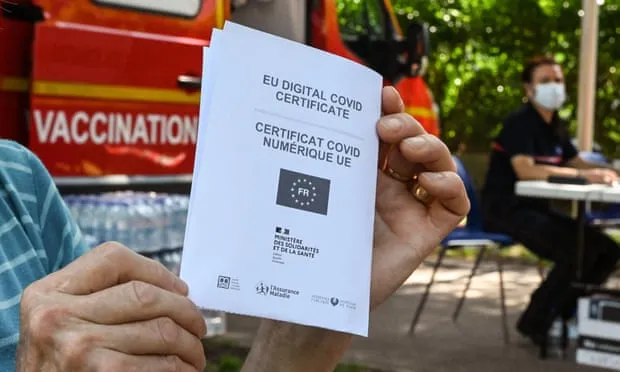 VACCINATION
EU DIGITAL COVID
CERTIFICATE
CERTIFICAT COVID
NUMÉRIQUE UE
FR
MINISTÈRE
DES SOLIDARITÉS
ET DE LA SANTÉ
l'Assurance
Maladie